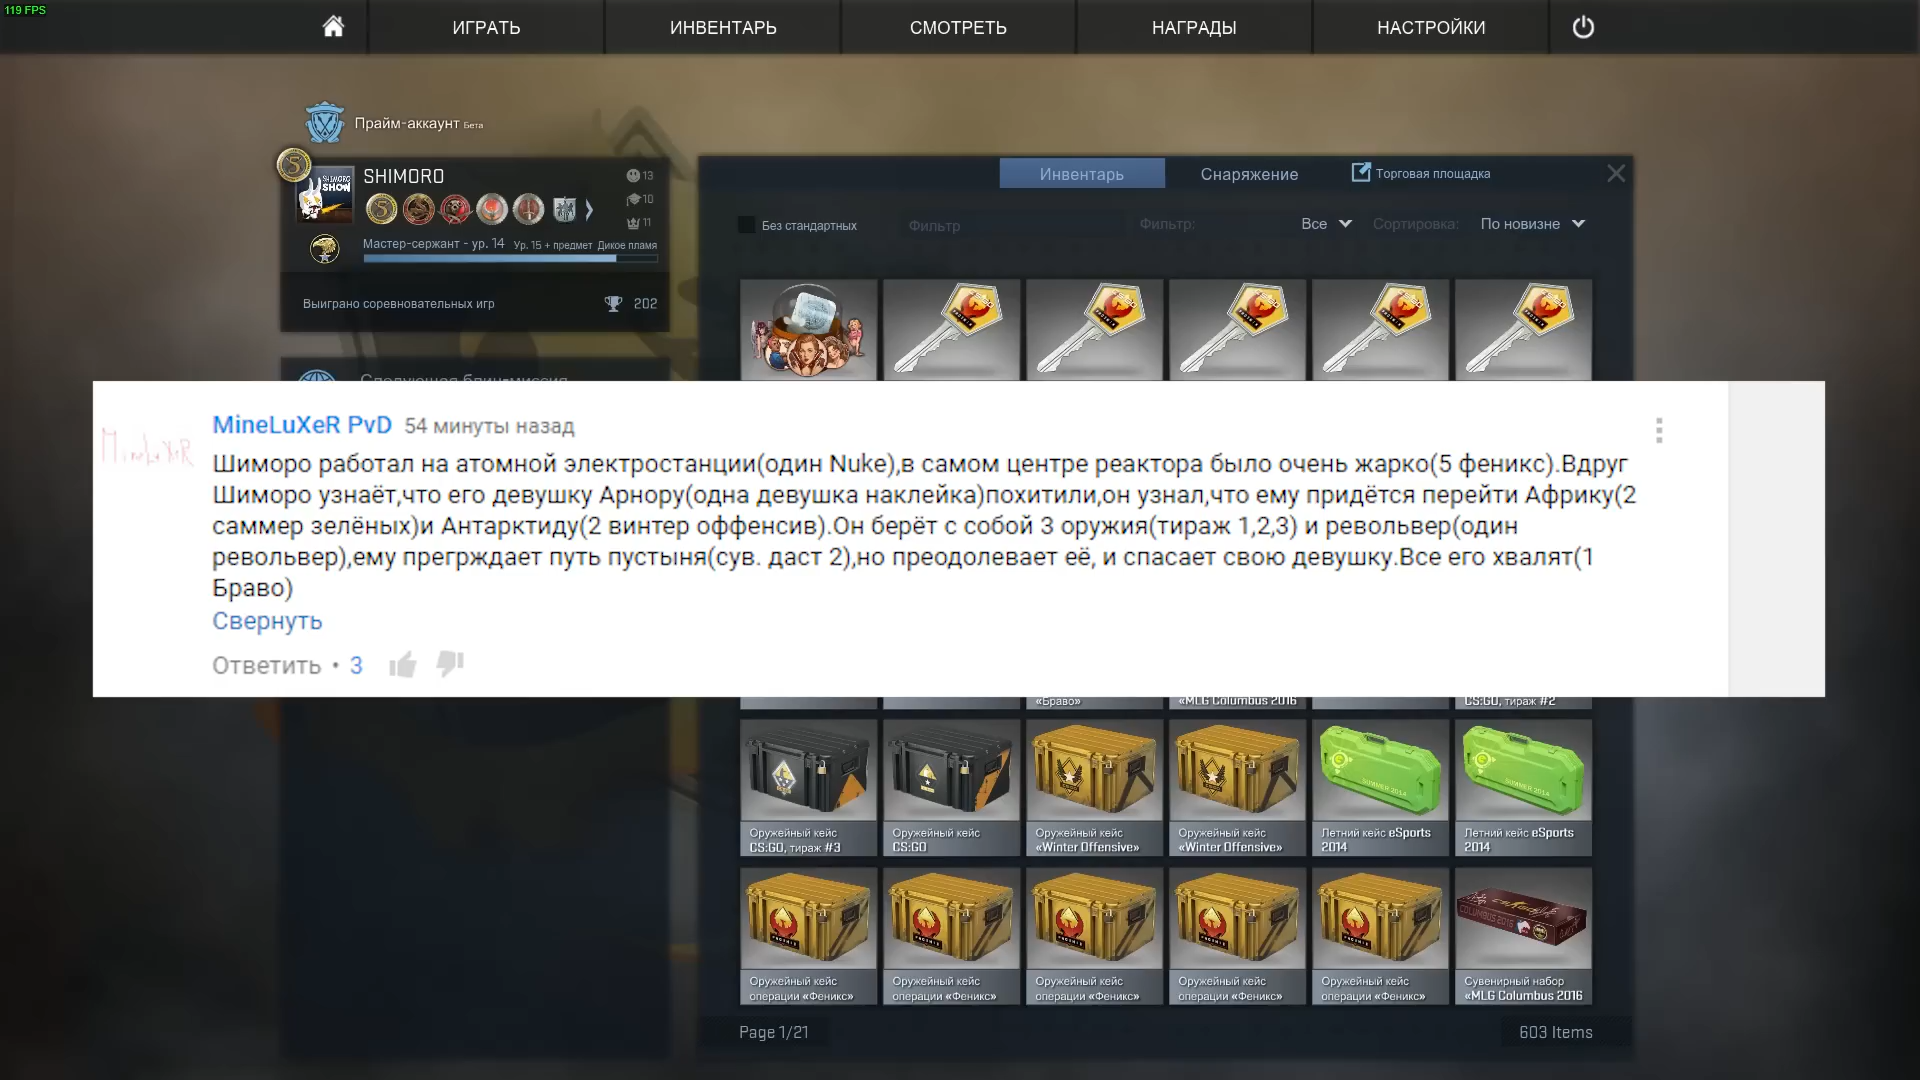 119 FPS
ИГРАТЬ
ИНВЕНТАРЬ
СМОТРЕТЬ
НАГРАДЫ
НАСТРОЙКИ
Прайм-аккаунт Бета
SHIMORO
13
10
11
Мастер-сержант - ур. 14 Ур. 15 + предмет Дикое пламя
Выиграно соревновательных игр 202
Следующая блиц-миссия
Инвентарь
Снаряжение
Торговая площадка
Без стандартных
Фильтр
Фильтр:
Все
Сортировка:
По новизне
MineLuXeR PvD 54 минуты назад
Шиморо работал на атомной электростанции(один Nuke),в самом центре реактора было очень жарко(5 феникс).Вдруг
Шиморо узнаёт,что его девушку Арнору(одна девушка наклейка)похитили,он узнал,что ему придётся перейти Африку(2
саммер зелёных)и Антарктиду(2 винтер оффенсив).Он берёт с собой 3 оружия(тираж 1,2,3) и револьвер(один
револьвер),ему прегрждает путь пустыня(сув. даст 2),но преодолевает её, и спасает свою девушку.Все его хвалят(1
Браво)
Свернуть
Ответить • 3
«Браво»
«MLG Columbus 2016
CS:GO, тираж #2
Оружейный кейс
CS:GO, тираж #3
Оружейный кейс
CS:GO
Оружейный кейс
«Winter Offensive»
Оружейный кейс
«Winter Offensive»
Летний кейс eSports
2014
Летний кейс eSports
2014
Оружейный кейс
операции «Феникс»
Оружейный кейс
операции «Феникс»
Оружейный кейс
операции «Феникс»
Оружейный кейс
операции «Феникс»
Оружейный кейс
операции «Феникс»
Сувенирный набор
«MLG Columbus 2016
Page 1/21
603 Items